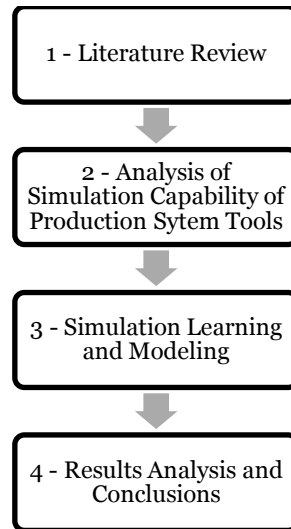 1 - Literature Review
2 - Analysis of
Simulation Capability of
Production Sytem Tools
3 - Simulation Learning
and Modeling
4 - Results Analysis and
Conclusions